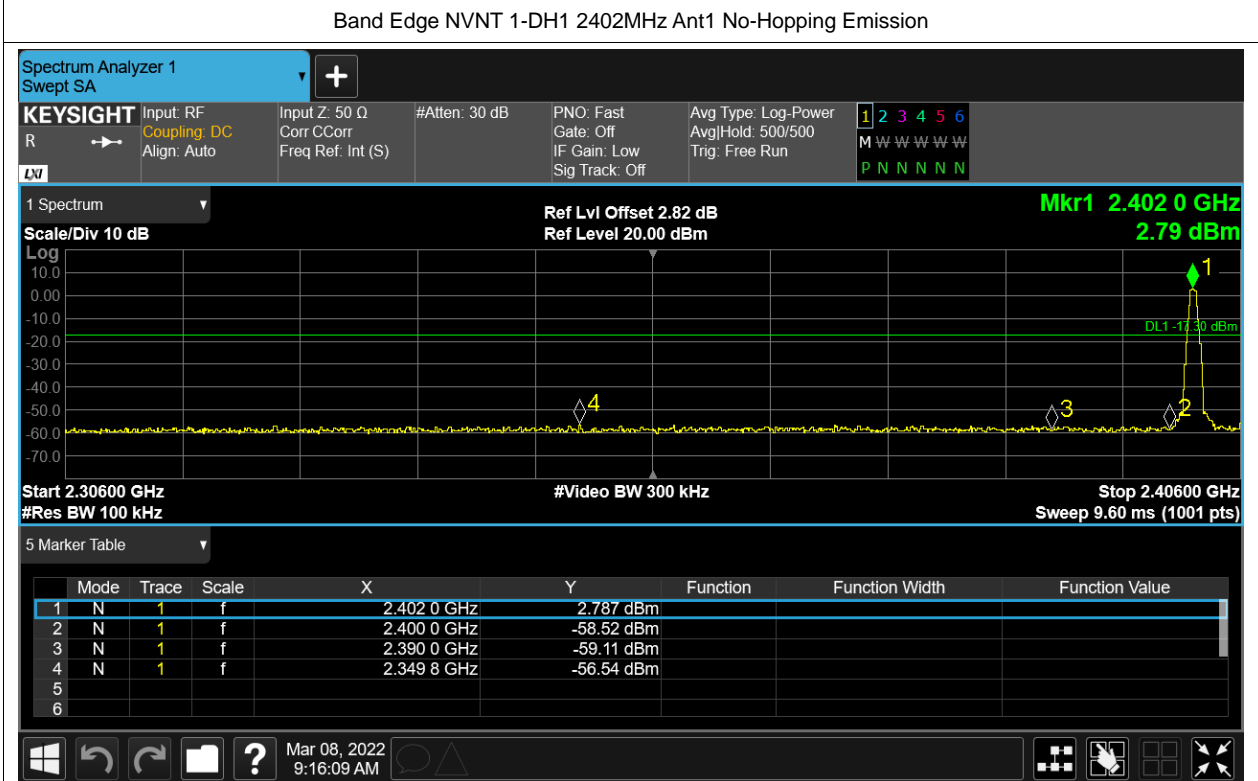 Band Edge NVNT 1-DH1 2402MHz Ant1 No-Hopping Emission
Spectrum Analyzer 1
Swept SA
KEYSIGHT
R
LXI
Input: RF
Coupling: DC
Align: Auto
Input Z: 50 Ω
Corr CCorr
Freq Ref: Int (S)
#Atten: 30 dB
PNO: Fast
Gate: Off
IF Gain: Low
Sig Track: Off
Avg Type: Log-Power
Avg|Hold: 500/500
Trig: Free Run
1 2 3 4 5 6
M W W W W W
P N N N N N
1 Spectrum
Scale/Div 10 dB
Ref Lvl Offset 2.82 dB
Ref Level 20.00 dBm
Mkr1 2.402 0 GHz
2.79 dBm
Log
10.0
0.00
-10.0
-20.0
-30.0
-40.0
-50.0
-60.0
-70.0
1
DL1 -17.30 dBm
4
3
2
Start 2.30600 GHz
#Res BW 100 kHz
#Video BW 300 kHz
Stop 2.40600 GHz
Sweep 9.60 ms (1001 pts)
5 Marker Table
Mode Trace Scale X Y Function Function Width Function Value
1 N 1 f 2.402 0 GHz 2.787 dBm
2 N 1 f 2.400 0 GHz -58.52 dBm
3 N 1 f 2.390 0 GHz -59.11 dBm
4 N 1 f 2.349 8 GHz -56.54 dBm
5
6
?
Mar 08, 2022
9:16:09 AM